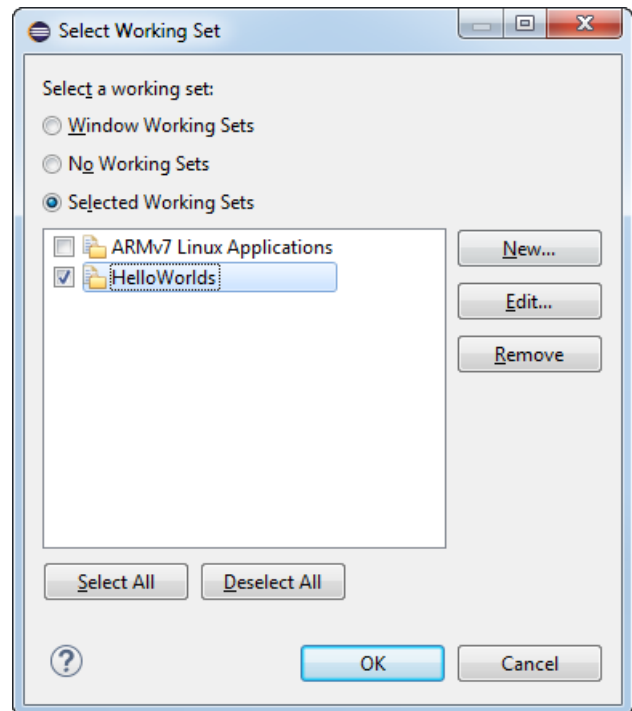 Select Working Set
Select a working set:
Window Working Sets
No Working Sets
Selected Working Sets
ARMv7 Linux Applications
HelloWorlds
New...
Edit...
Remove
Select All Deselect All
? OK Cancel